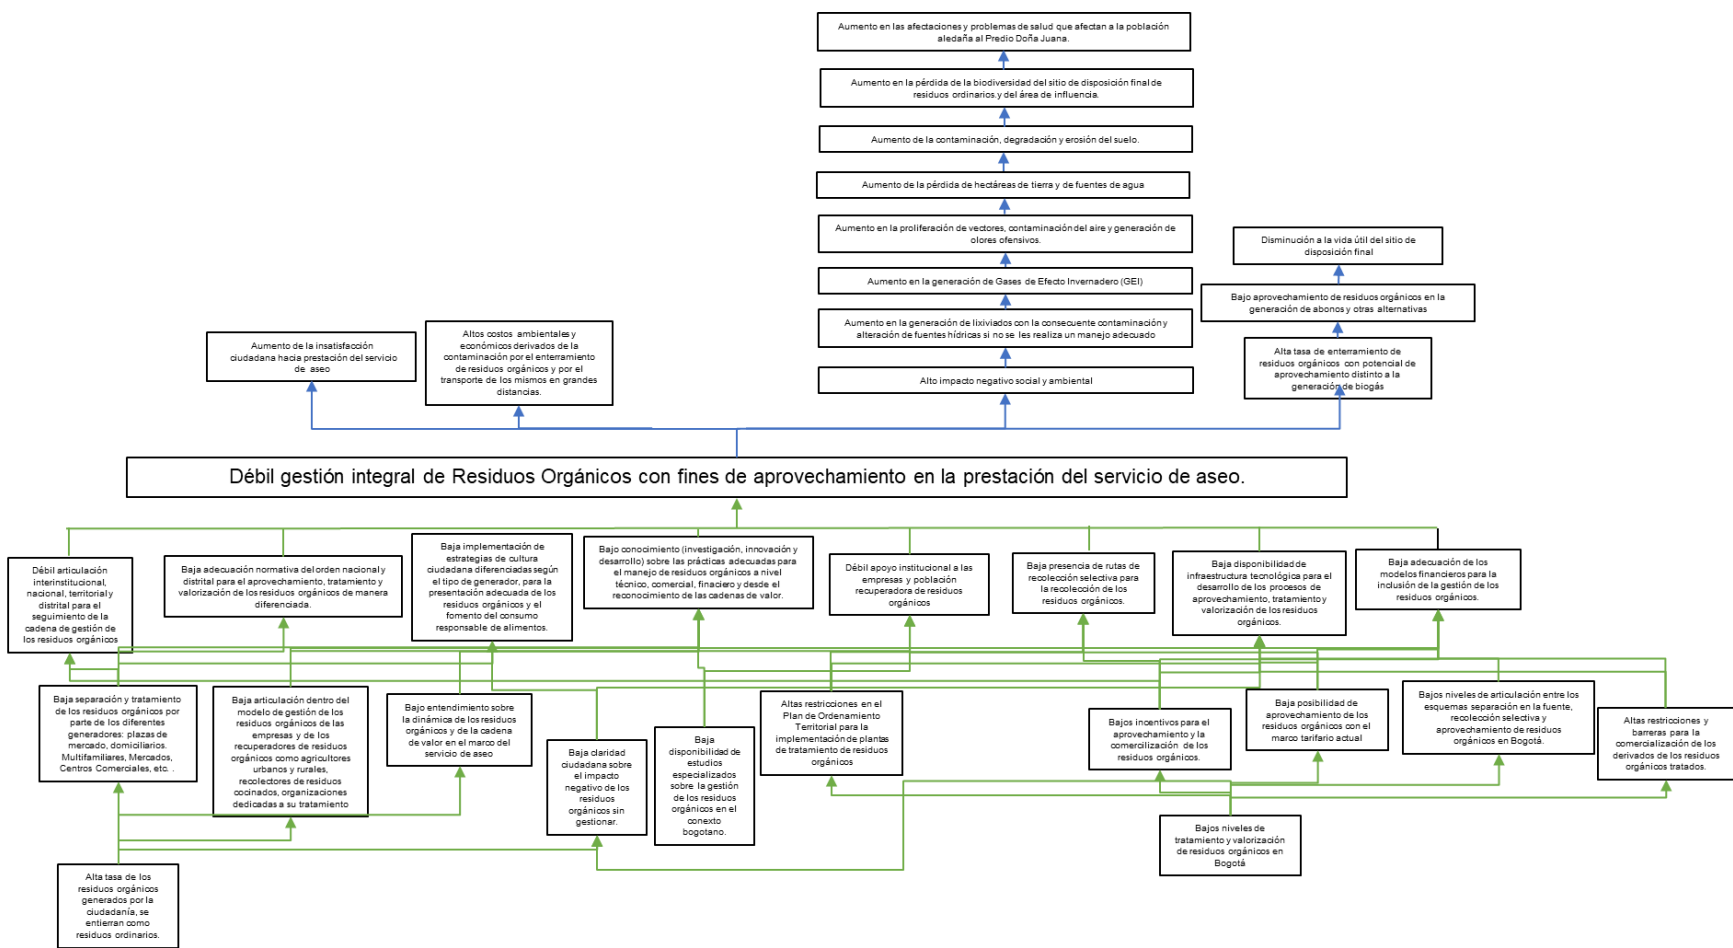 Aumento en las afectaciones y problemas de salud que afectan a la población
aledaña al Predio Doña Juana.
Aumento en la pérdida de la biodiversidad del sitio de disposición final de
residuos ordinarios.y del área de influencia.
Aumento de la contaminación, degradación y erosión del suelo.
Aumento de la pérdida de hectáreas de tierra y de fuentes de agua
Aumento en la proliferación de vectores, contaminación del aire y generación de
olores ofensivos.
Disminución a la vida útil del sitio de
disposición final
Aumento en la generación de Gases de Efecto Invernadero (GEI)
Bajo aprovechamiento de residuos orgánicos en la
generación de abonos y otras alternativas
Aumento de la insatisfacción
ciudadana hacia prestación del servicio
de aseo
Altos costos ambientales y
económicos derivados de la
contaminación por el enterramiento
de residuos orgánicos y por el
transporte de los mismos en grandes
distancias.
Aumento en la generación de lixiviados con la consecuente contaminación y
alteración de fuentes hídricas si no se les realiza un manejo adecuado
Alta tasa de enterramiento de
residuos orgánicos con potencial de
aprovechamiento distinto a la
generación de biogás
Alto impacto negativo social y ambiental
Débil gestión integral de Residuos Orgánicos con fines de aprovechamiento en la prestación del servicio de aseo.
Débil articulación
interinstitucional,
nacional, territorial y
distrital para el
seguimiento de la
cadena de gestión de
los residuos orgánicos
Baja adecuación normativa del orden nacional y
distrital para el aprovechamiento, tratamiento y
valorización de los residuos orgánicos de manera
diferenciada.
Baja implementación de
estrategias de cultura
ciudadana diferenciadas según
el tipo de generador, para la
presentación adecuada de los
residuos orgánicos y el
fomento del consumo
responsable de alimentos.
Bajo conocimiento (investigación, innovación y
desarrollo) sobre las prácticas adecuadas para
el manejo de residuos orgánicos a nivel
técnico, comercial, finaciero y desde el
reconocimiento de las cadenas de valor.
Débil apoyo institucional a las
empresas y población
recuperadora de residuos
orgánicos
Baja presencia de rutas de
recolección selectiva para
la recolección de los
residuos orgánicos.
Baja disponibilidad de
infraestructura tecnológica para el
desarrollo de los procesos de
aprovechamiento, tratamiento y
valorización de los residuos
orgánicos.
Baja adecuación de los
modelos financieros para la
inclusión de la gestión de los
residuos orgánicos.
Baja separación y tratamiento
de los residuos orgánicos por
parte de los diferentes
generadores: plazas de
mercado, domiciliarios.
Multifamiliares, Mercados,
Centros Comerciales, etc. .
Baja articulación dentro del
modelo de gestión de los
residuos orgánicos de las
empresas y de los
recuperadores de residuos
orgánicos como agricultores
urbanos y rurales,
recolectores de residuos
cocinados, organizaciones
dedicadas a su tratamiento
Bajo entendimiento sobre
la dinámica de los residuos
orgánicos y de la cadena
de valor en el marco del
servicio de aseo
Baja claridad
ciudadana sobre el
impacto
negativo de los
residuos
orgánicos sin
gestionar.
Baja
disponibilidad de
estudios
especializados
sobre la gestión
de los residuos
orgánicos en el
conexto
bogotano.
Altas restricciones en el
Plan de Ordenamiento
Territorial para la
implementación de plantas
de tratamiento de residuos
orgánicos
Bajos incentivos para el
aprovechamiento y la
comercilización de los
residuos orgánicos.
Baja posibilidad de
aprovechamiento de los
residuos orgánicos con el
marco tarifario actual
Bajos niveles de articulación entre los
esquemas separación en la fuente,
recolección selectiva y
aprovechamiento de residuos
orgánicos en Bogotá.
Altas restricciones y
barreras para la
comercialización de los
derivados de los residuos
orgánicos tratados.
Alta tasa de los
residuos orgánicos
generados por la
ciudadanía, se
entierran como
residuos ordinarios.
Bajos niveles de
tratamiento y valorización
de residuos orgánicos en
Bogotá